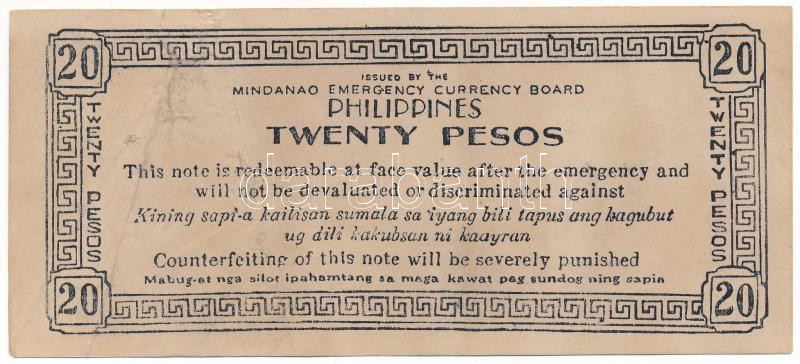 20 20
ISSUED BY THE
MINDANAO EMERGENCY CURRENCY BOARD
PHILIPPINES
TWENTY PESOS
TWENTY PESOS
TWENTY PESOS
This note is redeemable at face value after the emergency and
will not be devaluated or discriminated against
Kining sapi-a kailisan sumala sa iyang bili tapus ang kagubut
ug dili kakubsan ni kaayran
Counterfeiting of this note will be severely punished
Mabug-at nga silot ipahamtang sa maga kawat pag sundog ning sapia
20 20
darabanth